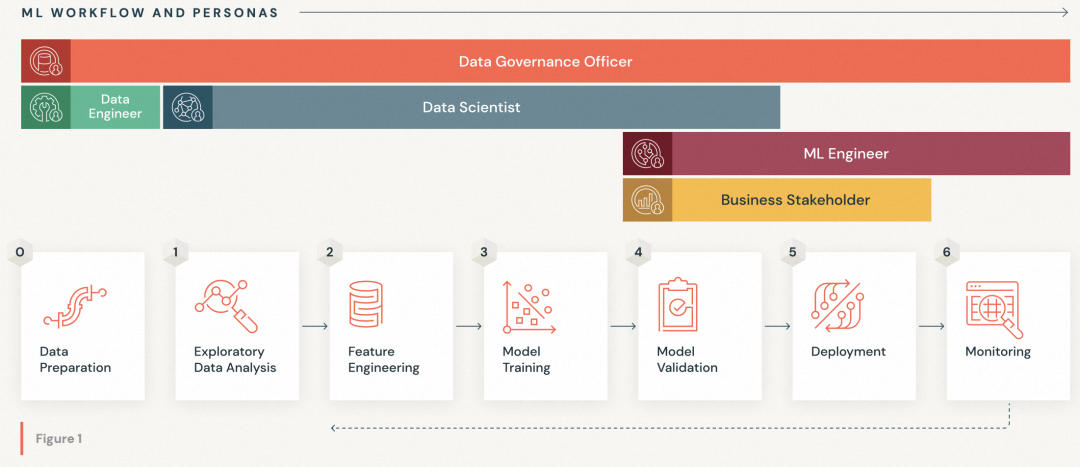 ML WORKFLOW AND PERSONAS
Data Governance Officer
Data
Engineer
Data Scientist
ML Engineer
Business Stakeholder
0
Data
Preparation
1
Exploratory
Data Analysis
2
Feature
Engineering
3
Model
Training
4
Model
Validation
5
Deployment
6
Monitoring
Figure 1